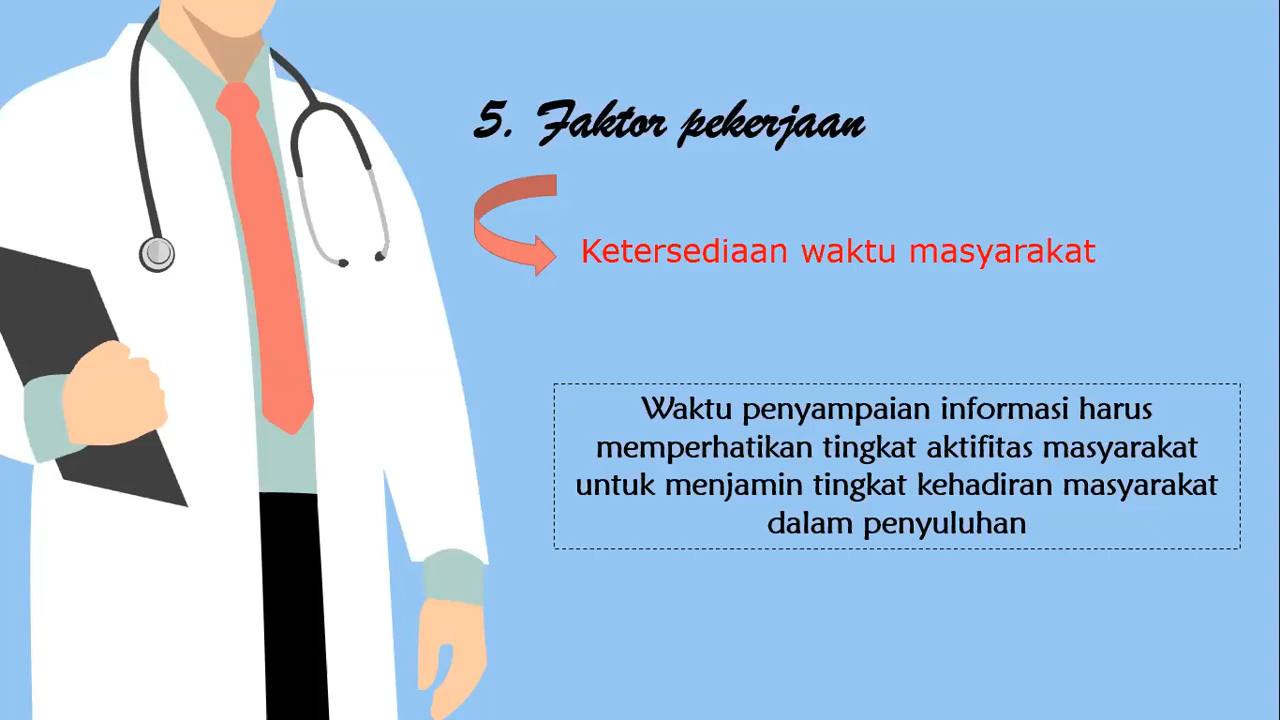 5. Faktor pekerjaan
Ketersediaan waktu masyarakat
Waktu penyampaian informasi harus
memperhatikan tingkat aktifitas masyarakat
untuk menjamin tingkat kehadiran masyarakat
dalam penyuluhan